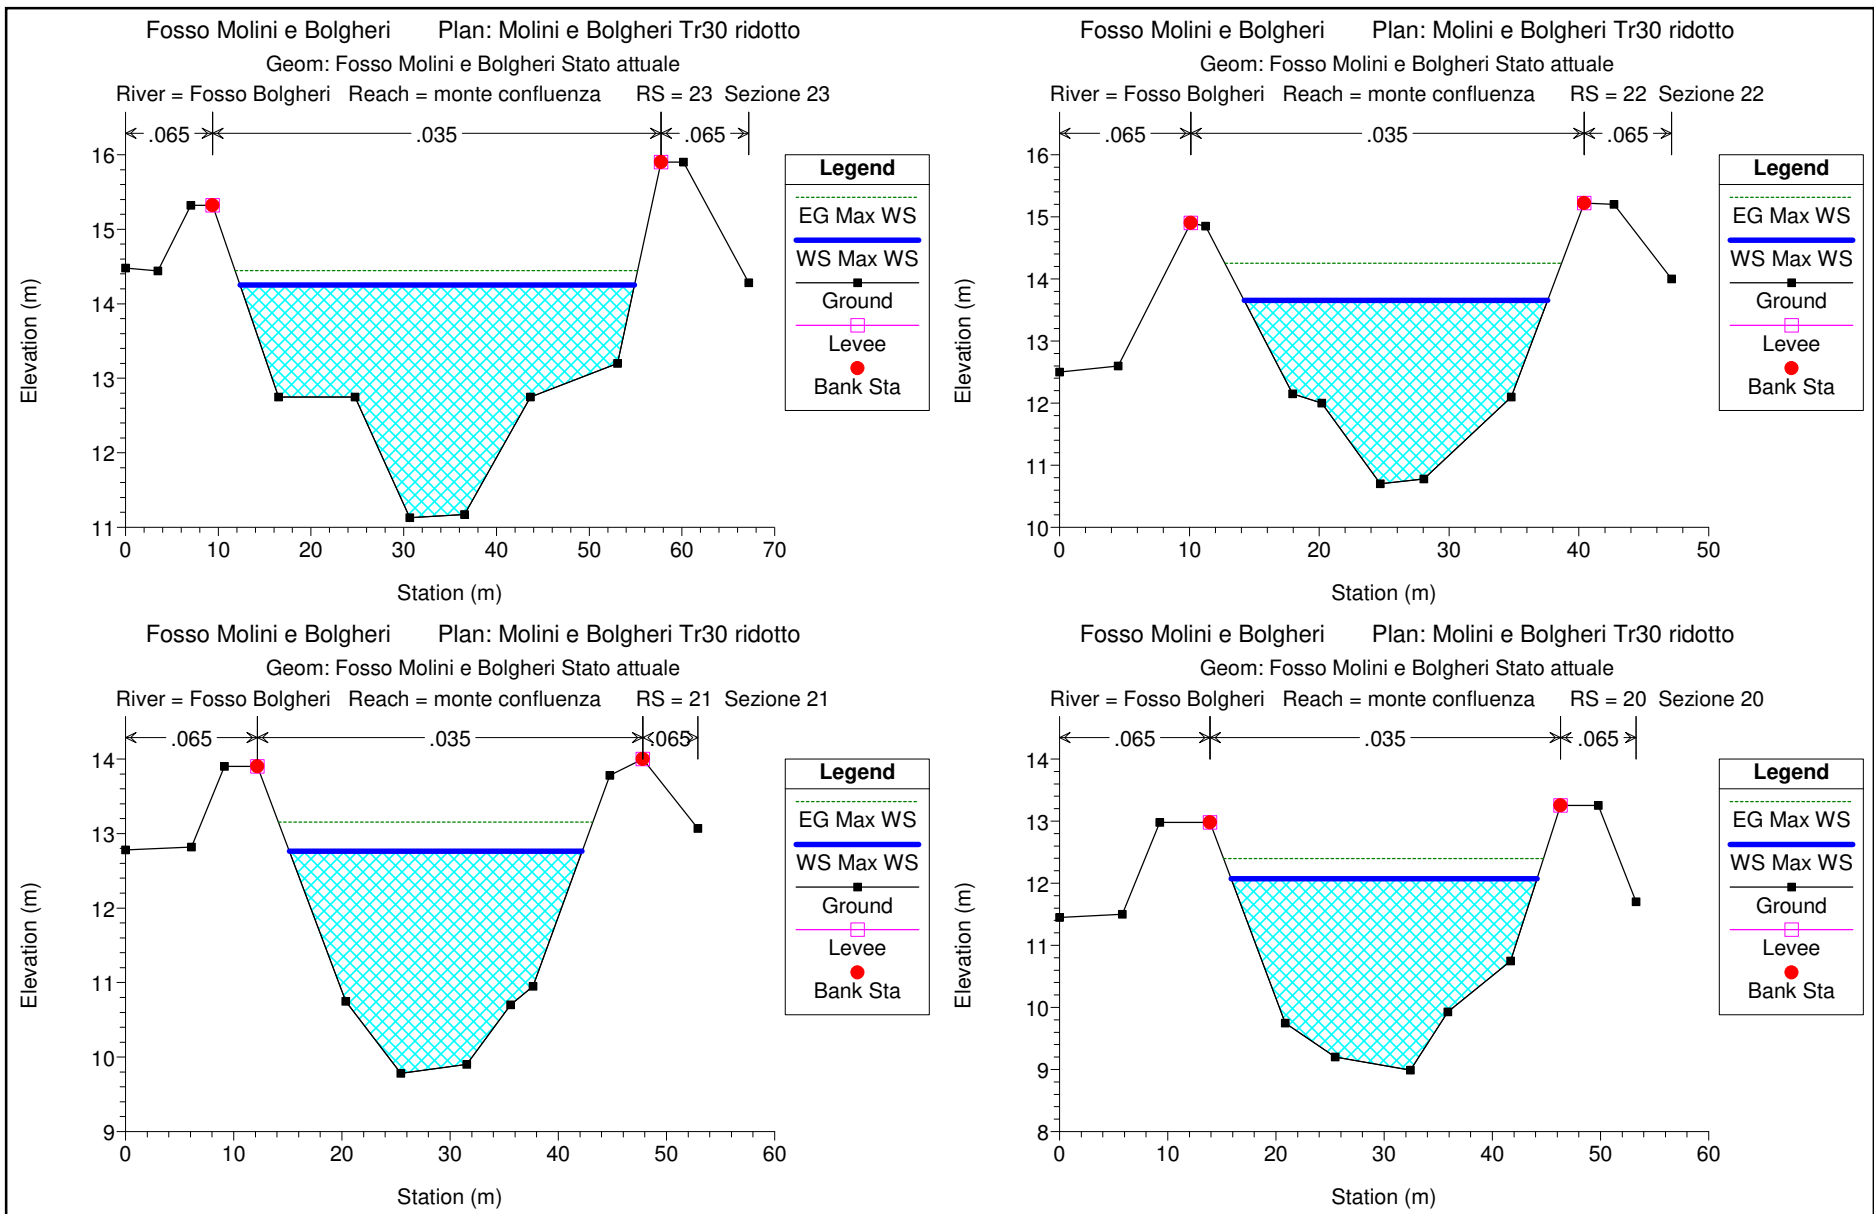 Fosso Molini e Bolgheri Plan: Molini e Bolgheri Tr30 ridotto
Geom: Fosso Molini e Bolgheri Stato attuale
River = Fosso Bolgheri Reach = monte confluenza RS = 23 Sezione 23
.065 .035 .065
16
15
14
13
12
11
0 10 20 30 40 50 60 70
Elevation (m)
Station (m)
Legend
EG Max WS
WS Max WS
Ground
Levee
Bank Sta
Fosso Molini e Bolgheri Plan: Molini e Bolgheri Tr30 ridotto
Geom: Fosso Molini e Bolgheri Stato attuale
River = Fosso Bolgheri Reach = monte confluenza RS = 22 Sezione 22
.065 .035 .065
16
15
14
13
12
11
10
0 10 20 30 40 50
Elevation (m)
Station (m)
Legend
EG Max WS
WS Max WS
Ground
Levee
Bank Sta
Fosso Molini e Bolgheri Plan: Molini e Bolgheri Tr30 ridotto
Geom: Fosso Molini e Bolgheri Stato attuale
River = Fosso Bolgheri Reach = monte confluenza RS = 21 Sezione 21
.065 .035 .065
14
13
12
11
10
9
0 10 20 30 40 50 60
Elevation (m)
Station (m)
Legend
EG Max WS
WS Max WS
Ground
Levee
Bank Sta
Fosso Molini e Bolgheri Plan: Molini e Bolgheri Tr30 ridotto
Geom: Fosso Molini e Bolgheri Stato attuale
River = Fosso Bolgheri Reach = monte confluenza RS = 20 Sezione 20
.065 .035 .065
14
13
12
11
10
9
8
0 10 20 30 40 50 60
Elevation (m)
Station (m)
Legend
EG Max WS
WS Max WS
Ground
Levee
Bank Sta